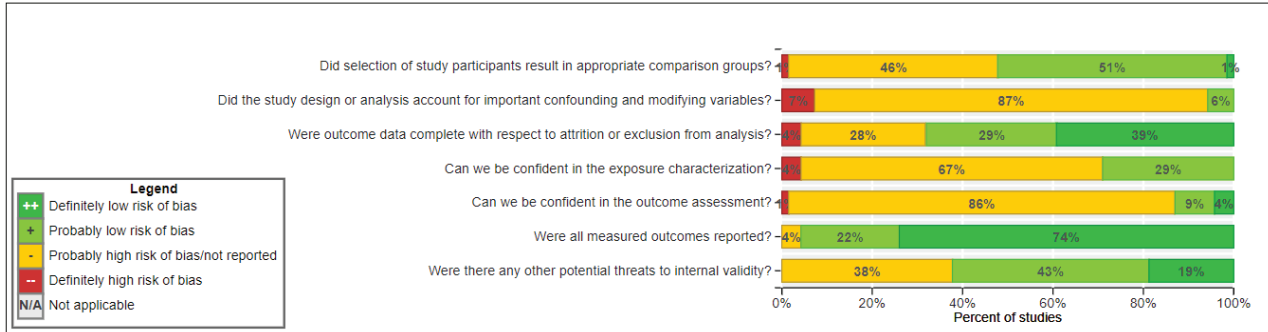 Did selection of study participants result in appropriate comparison groups? 1% 46% 51% 1%
Did the study design or analysis account for important confounding and modifying variables? 7% 87% 6%
Were outcome data complete with respect to attrition or exclusion from analysis? 4% 28% 29% 39%
Can we be confident in the exposure characterization? 4% 67% 29%
Can we be confident in the outcome assessment? 1% 86% 9% 4%
Were all measured outcomes reported? 4% 22% 74%
Were there any other potential threats to internal validity? 38% 43% 19%
0% 20% 40% 60% 80% 100%
Percent of studies
Legend
++ Definitely low risk of bias
+ Probably low risk of bias
- Probably high risk of bias/not reported
-- Definitely high risk of bias
N/A Not applicable